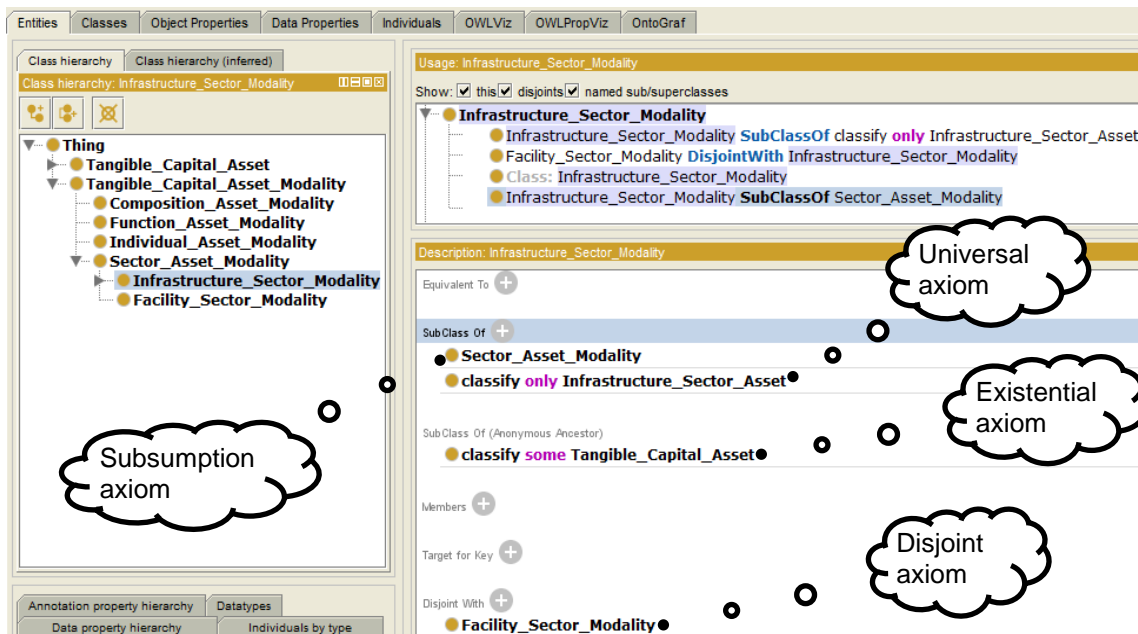 Entities Classes Object Properties Data Properties Individuals OWLViz OWLPropViz OntoGraf
Class hierarchy Class hierarchy (inferred)
Class hierarchy: Infrastructure_Sector_Modality
Thing
Tangible_Capital_Asset
Tangible_Capital_Asset_Modality
Composition_Asset_Modality
Function_Asset_Modality
Individual_Asset_Modality
Sector_Asset_Modality
Infrastructure_Sector_Modality
Facility_Sector_Modality
Subsumption
axiom
Annotation property hierarchy Datatypes
Data property hierarchy Individuals by type
Usage: Infrastructure_Sector_Modality
Show: this disjoints named sub/superclasses
Infrastructure_Sector_Modality
Infrastructure_Sector_Modality SubClassOf classify only Infrastructure_Sector_Asset
Facility_Sector_Modality DisjointWith Infrastructure_Sector_Modality
Class: Infrastructure_Sector_Modality
Infrastructure_Sector_Modality SubClassOf Sector_Asset_Modality
Description: Infrastructure_Sector_Modality
Universal
axiom
Equivalent To
SubClass Of
Sector_Asset_Modality
classify only Infrastructure_Sector_Asset
Existential
axiom
SubClass Of (Anonymous Ancestor)
classify some Tangible_Capital_Asset
Members
Target for Key
Disjoint
axiom
Disjoint With
Facility_Sector_Modality